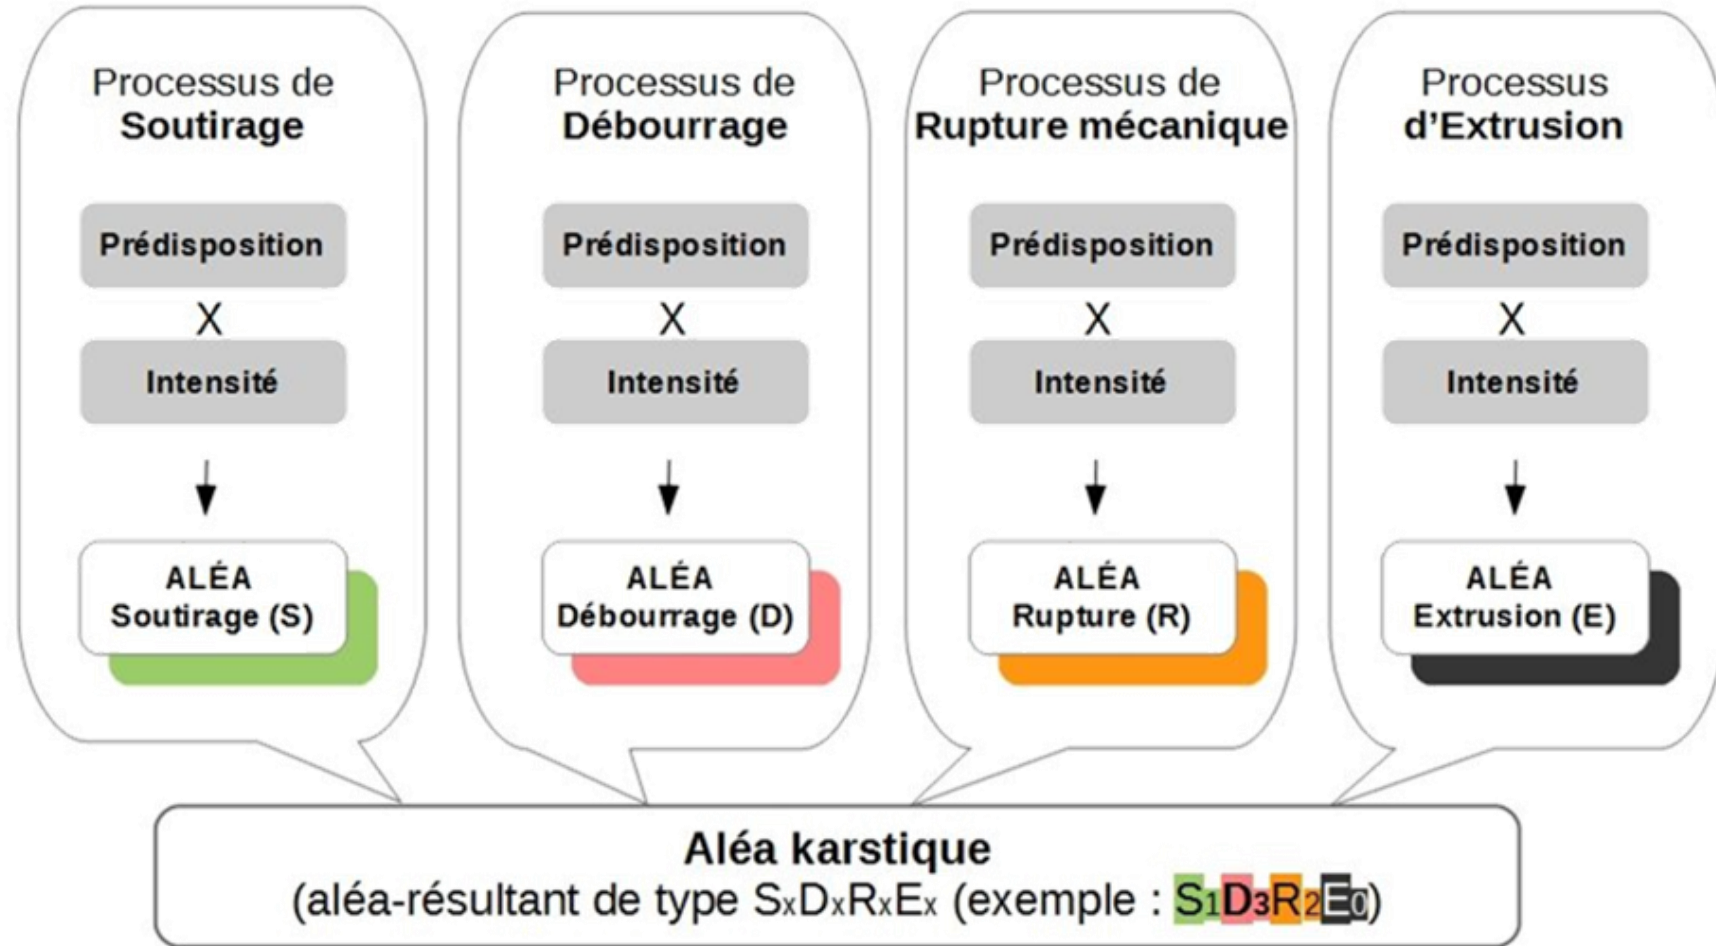 Processus de
Soutirage
Prédisposition
X
Intensité
ALÉA
Soutirage (S)
Processus de
Débourrage
Prédisposition
X
Intensité
ALÉA
Débourrage (D)
Processus de
Rupture mécanique
Prédisposition
X
Intensité
ALÉA
Rupture (R)
Processus
d’Extrusion
Prédisposition
X
Intensité
ALÉA
Extrusion (E)
Aléa karstique
(aléa-résultant de type SxDxRxEx (exemple : S1D3R2E0)